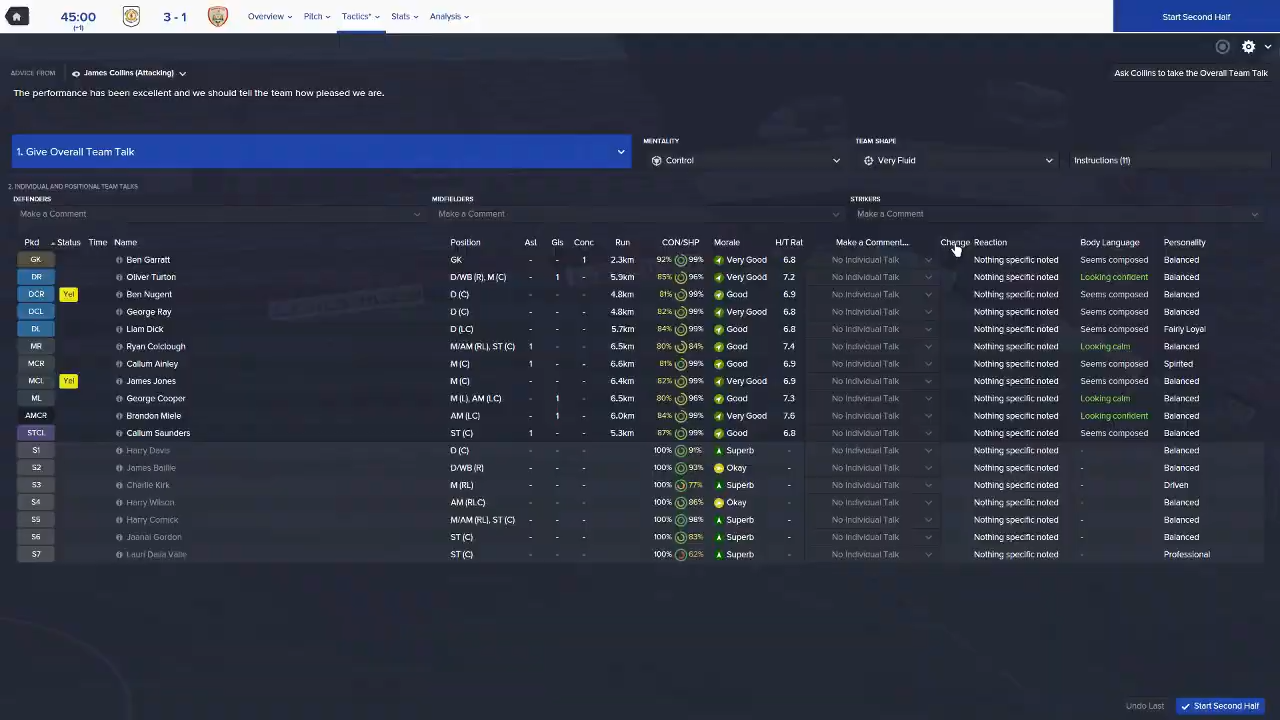 45:00 3 - 1 Overview Pitch Tactics* Stats Analysis Start Second Half
(+1)
ADVICE FROM James Collins (Attacking) Ask Collins to take the Overall Team Talk
The performance has been excellent and we should tell the team how pleased we are.
MENTALITY TEAM SHAPE
1. Give Overall Team Talk Control Very Fluid Instructions (11)
2. INDIVIDUAL AND POSITIONAL TEAM TALKS
DEFENDERS MIDFIELDERS STRIKERS
Make a Comment Make a Comment Make a Comment
Pkd Status Time Name Position Ast Gls Conc Run CON/SHP Morale H/T Rat Make a Comment... Change Reaction Body Language Personality
GK Ben Garratt GK - - 1 2.3km 92% 99% Very Good 6.8 No Individual Talk Nothing specific noted Seems composed Balanced
DR Oliver Turton D/WB (R), M (C) - 1 - 5.9km 85% 96% Very Good 7.2 No Individual Talk Nothing specific noted Looking confident Balanced
DCR Yel Ben Nugent D (C) - - - 4.8km 81% 99% Good 6.9 No Individual Talk Nothing specific noted Seems composed Balanced
DCL George Ray D (C) - - - 4.8km 82% 99% Very Good 6.8 No Individual Talk Nothing specific noted Seems composed Balanced
DL Liam Dick D (LC) - - - 5.7km 84% 99% Good 6.8 No Individual Talk Nothing specific noted Seems composed Fairly Loyal
MR Ryan Colclough M/AM (RL), ST (C) 1 - - 6.5km 80% 84% Good 7.4 No Individual Talk Nothing specific noted Looking calm Balanced
MCR Callum Ainley M (C) 1 - - 6.6km 81% 99% Good 6.9 No Individual Talk Nothing specific noted Seems composed Spirited
MCL Yel James Jones M (C) - - - 6.4km 82% 99% Very Good 6.9 No Individual Talk Nothing specific noted Seems composed Balanced
ML George Cooper M (L), AM (LC) - 1 - 6.5km 80% 96% Good 7.3 No Individual Talk Nothing specific noted Looking calm Balanced
AMCR Brandon Miele AM (LC) - 1 - 6.0km 84% 99% Very Good 7.6 No Individual Talk Nothing specific noted Looking confident Balanced
STCL Callum Saunders ST (C) 1 - - 5.3km 87% 99% Good 6.8 No Individual Talk Nothing specific noted Seems composed Balanced
S1 Harry Davis D (C) - - - 100% 91% Superb - No Individual Talk Nothing specific noted - Balanced
S2 James Baillie D/WB (R) - - - 100% 93% Okay - No Individual Talk Nothing specific noted - Balanced
S3 Charlie Kirk M (RL) - - - 100% 77% Superb - No Individual Talk Nothing specific noted - Driven
S4 Harry Wilson AM (RLC) - - - 100% 86% Okay - No Individual Talk Nothing specific noted - Balanced
S5 Harry Cornick M/AM (RL), ST (C) - - - 100% 98% Superb - No Individual Talk Nothing specific noted - Balanced
S6 Jaanai Gordon ST (C) - - - 100% 83% Superb - No Individual Talk Nothing specific noted - Balanced
S7 Lauri Dalla Valle ST (C) - - - 100% 62% Superb - No Individual Talk Nothing specific noted - Professional
Undo Last Start Second Half